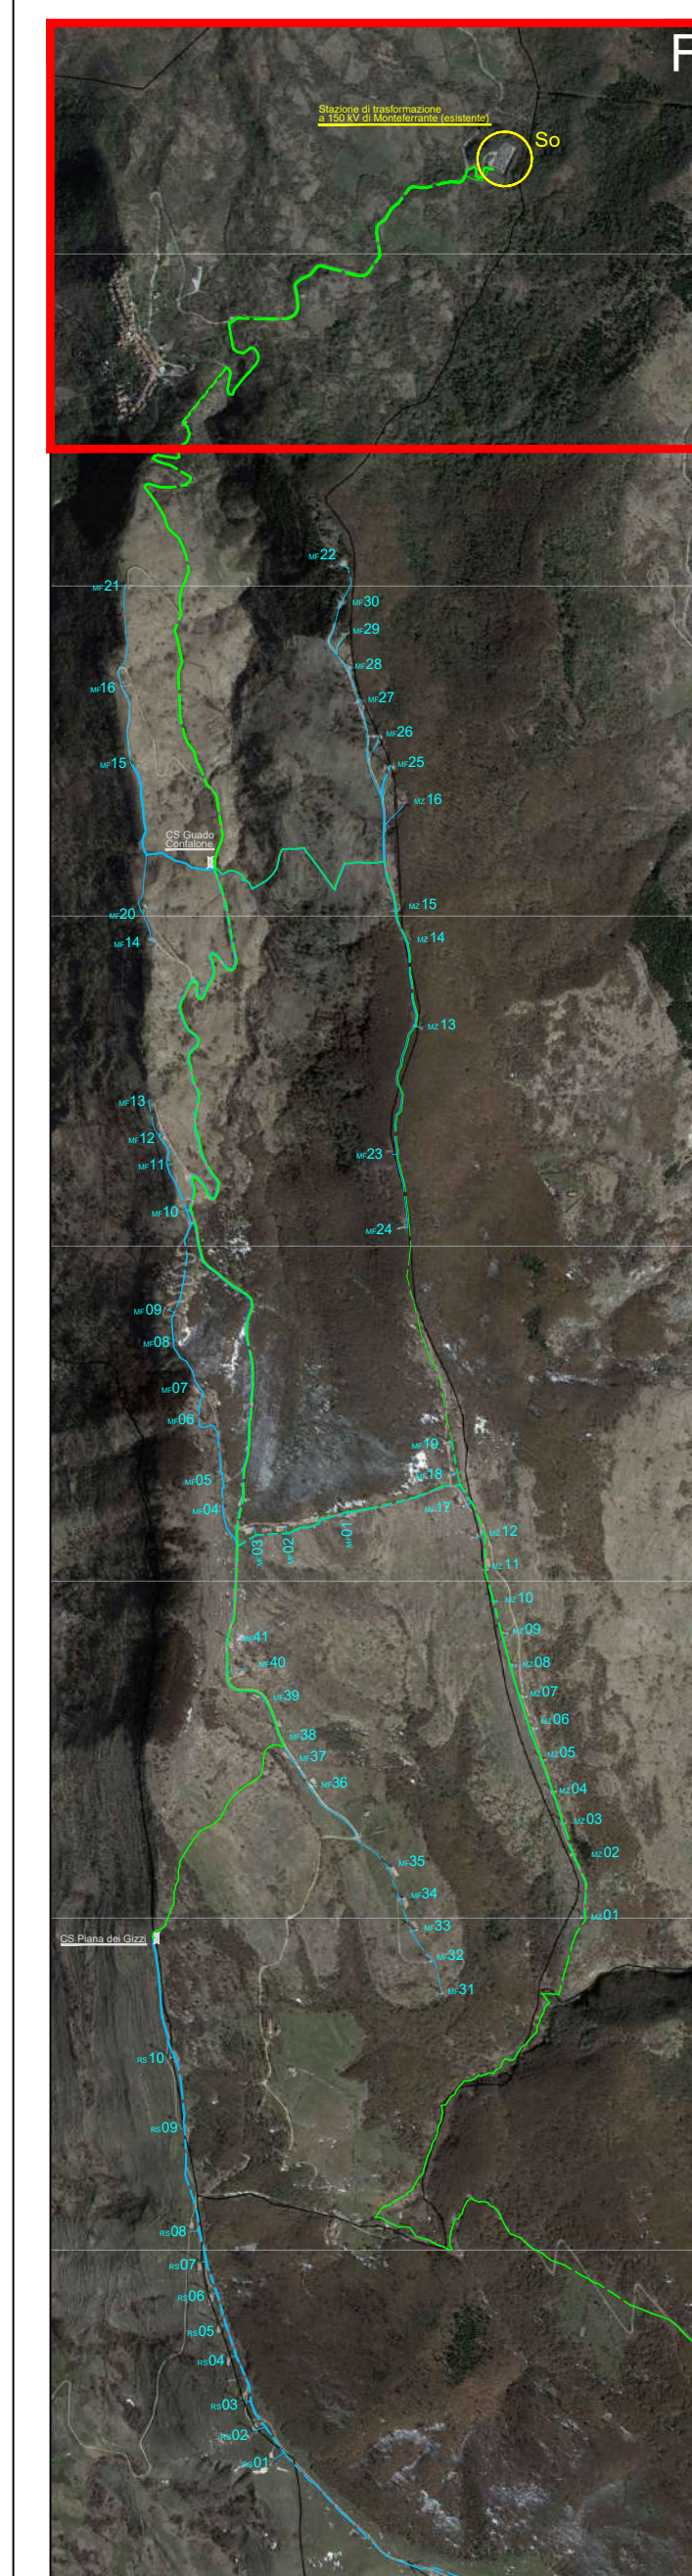 F
Stazione di trasformazione
a 150 kV di Monteferrante (esistente)
So
MF22
MF21
MF30
MF29
MF28
MF16
MF27
MF26
MF15
MF25
MZ16
CS Guado
Confalone
MZ15
MF20
MZ14
MF14
MZ13
MF13
MF12
MF23
MF11
MF10
MF24
MF09
MF08
MF07
MF06
MF19
MF18
MF05
MF04
MF17
MF01
MZ12
MF02
MF03
MZ11
MZ10
MZ09
MF41
MF40
MZ08
MF39
MZ07
MZ06
MF38
MF37
MZ05
MF36
MZ04
MZ03
MZ02
MF35
MF34
MZ01
MF33
CS Piana dei Gizzi
MF32
MF31
RS10
RS09
RS08
RS07
RS06
RS05
RS04
RS03
RS02
RS01